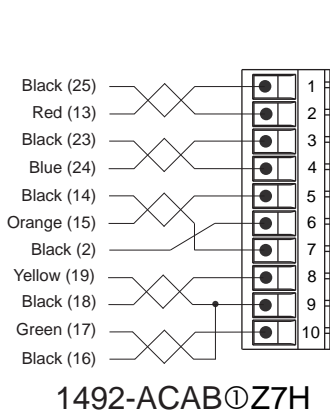 Black (25)
1
Red (13)
2
Black (23)
3
Blue (24)
4
Black (14)
5
Orange (15)
6
Black (2)
7
Yellow (19)
8
Black (18)
9
Green (17)
10
Black (16)
1492-ACAB①Z7H